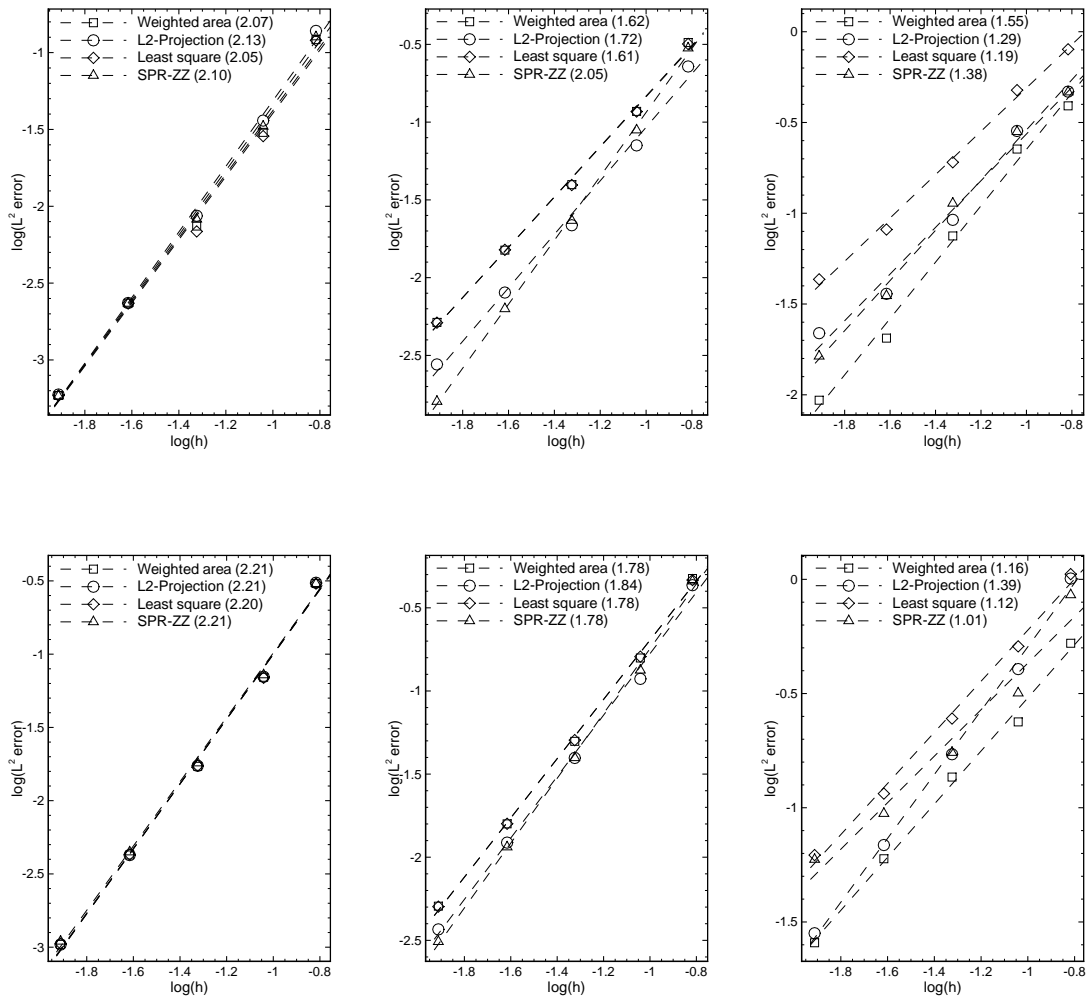 Weighted area (2.07)
L2-Projection (2.13)
Least square (2.05)
SPR-ZZ (2.10)
-1
-1.5
-2
-2.5
-3
log(L² error)
-1.8 -1.6 -1.4 -1.2 -1 -0.8
log(h)
Weighted area (1.62)
L2-Projection (1.72)
Least square (1.61)
SPR-ZZ (2.05)
-0.5
-1
-1.5
-2
-2.5
log(L² error)
-1.8 -1.6 -1.4 -1.2 -1 -0.8
log(h)
Weighted area (1.55)
L2-Projection (1.29)
Least square (1.19)
SPR-ZZ (1.38)
0
-0.5
-1
-1.5
-2
log(L² error)
-1.8 -1.6 -1.4 -1.2 -1 -0.8
log(h)
Weighted area (2.21)
L2-Projection (2.21)
Least square (2.20)
SPR-ZZ (2.21)
-0.5
-1
-1.5
-2
-2.5
-3
log(L² error)
-1.8 -1.6 -1.4 -1.2 -1 -0.8
log(h)
Weighted area (1.78)
L2-Projection (1.84)
Least square (1.78)
SPR-ZZ (1.78)
-0.5
-1
-1.5
-2
-2.5
log(L² error)
-1.8 -1.6 -1.4 -1.2 -1 -0.8
log(h)
Weighted area (1.16)
L2-Projection (1.39)
Least square (1.12)
SPR-ZZ (1.01)
0
-0.5
-1
-1.5
log(L² error)
-1.8 -1.6 -1.4 -1.2 -1 -0.8
log(h)